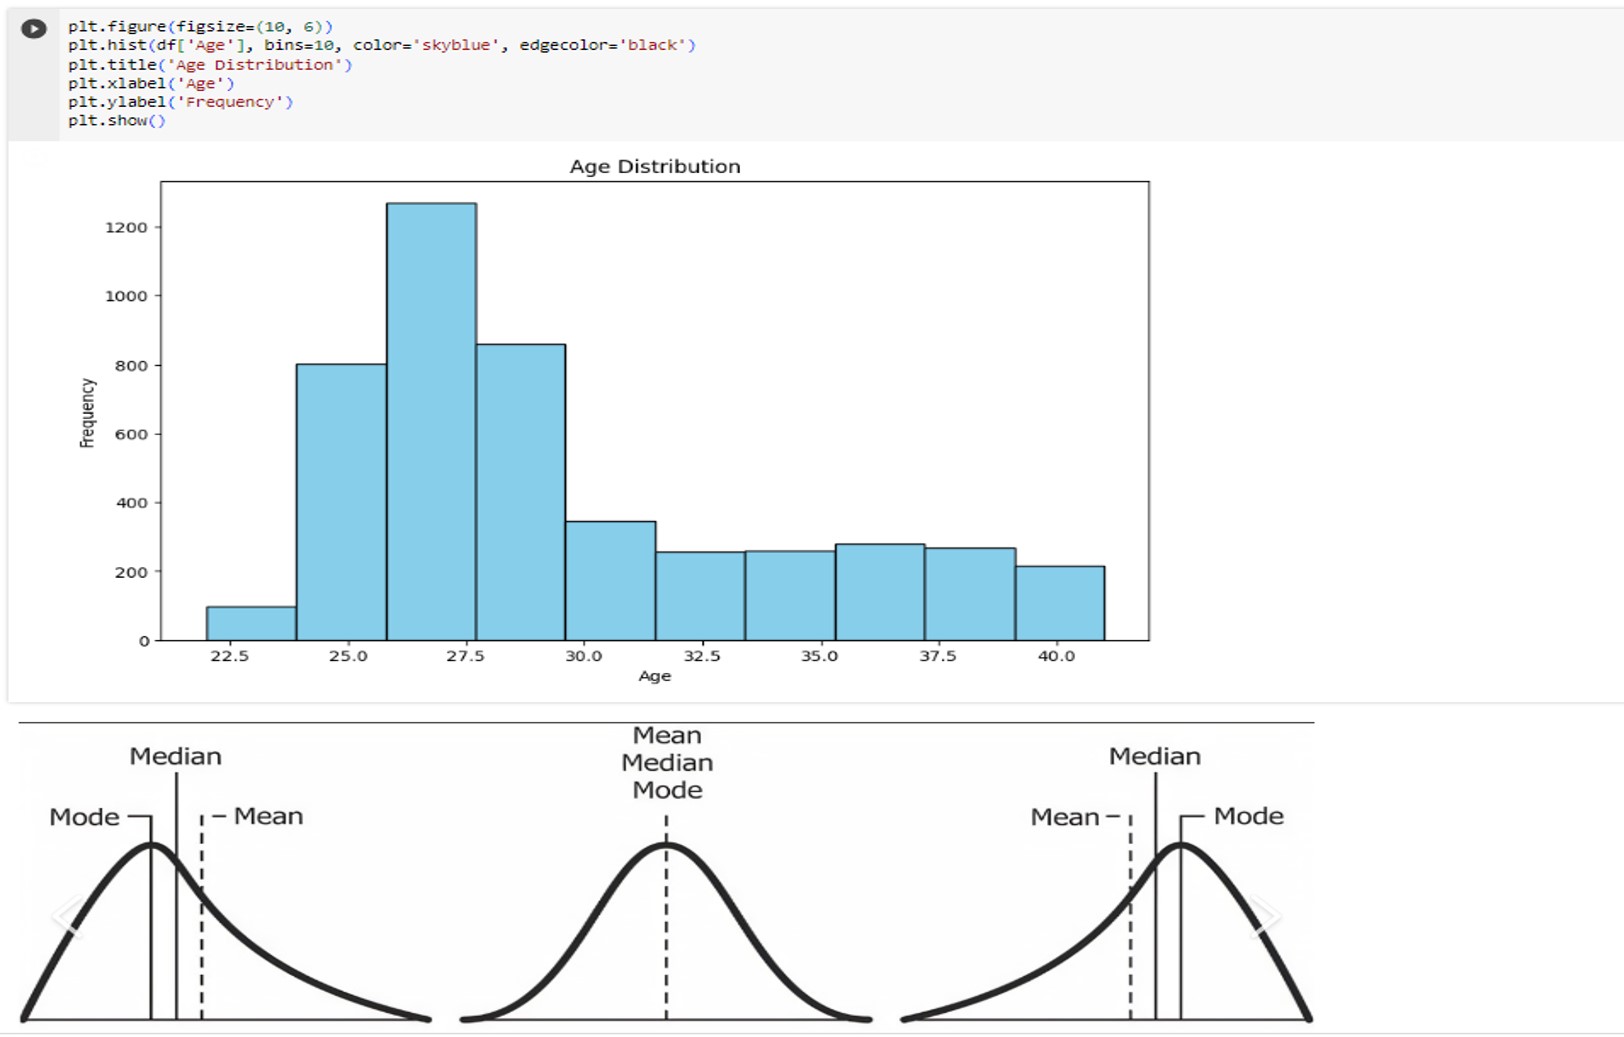 plt.figure(figsize=(10, 6))
plt.hist(df['Age'], bins=10, color='skyblue', edgecolor='black')
plt.title('Age Distribution')
plt.xlabel('Age')
plt.ylabel('Frequency')
plt.show()
Age Distribution
1200
1000
800
600
400
200
0
Frequency
22.5 25.0 27.5 30.0 32.5 35.0 37.5 40.0
Age
Median
Mode
Mean
Mean
Median
Mode
Median
Mean
Mode